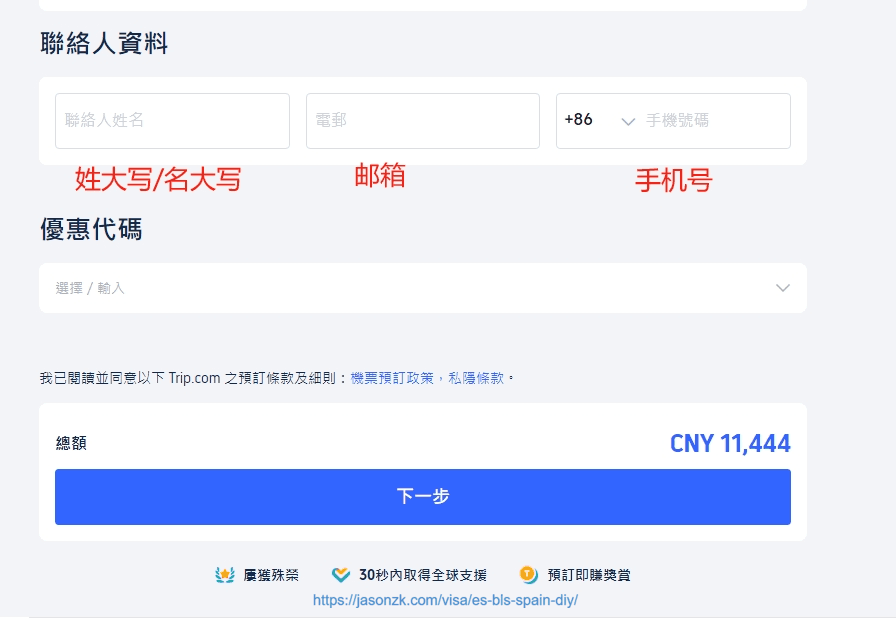 聯絡人資料
聯絡人姓名 電郵 +86 手機號碼
姓大写/名大写 邮箱 手机号
優惠代碼
選擇 / 輸入
我已閱讀並同意以下 Trip.com 之預訂條款及細則：機票預訂政策，私隱條款。
總額 CNY 11,444
下一步
屢獲殊榮 30秒內取得全球支援 預訂即賺獎賞
https://jasonzk.com/visa/es-bls-spain-diy/